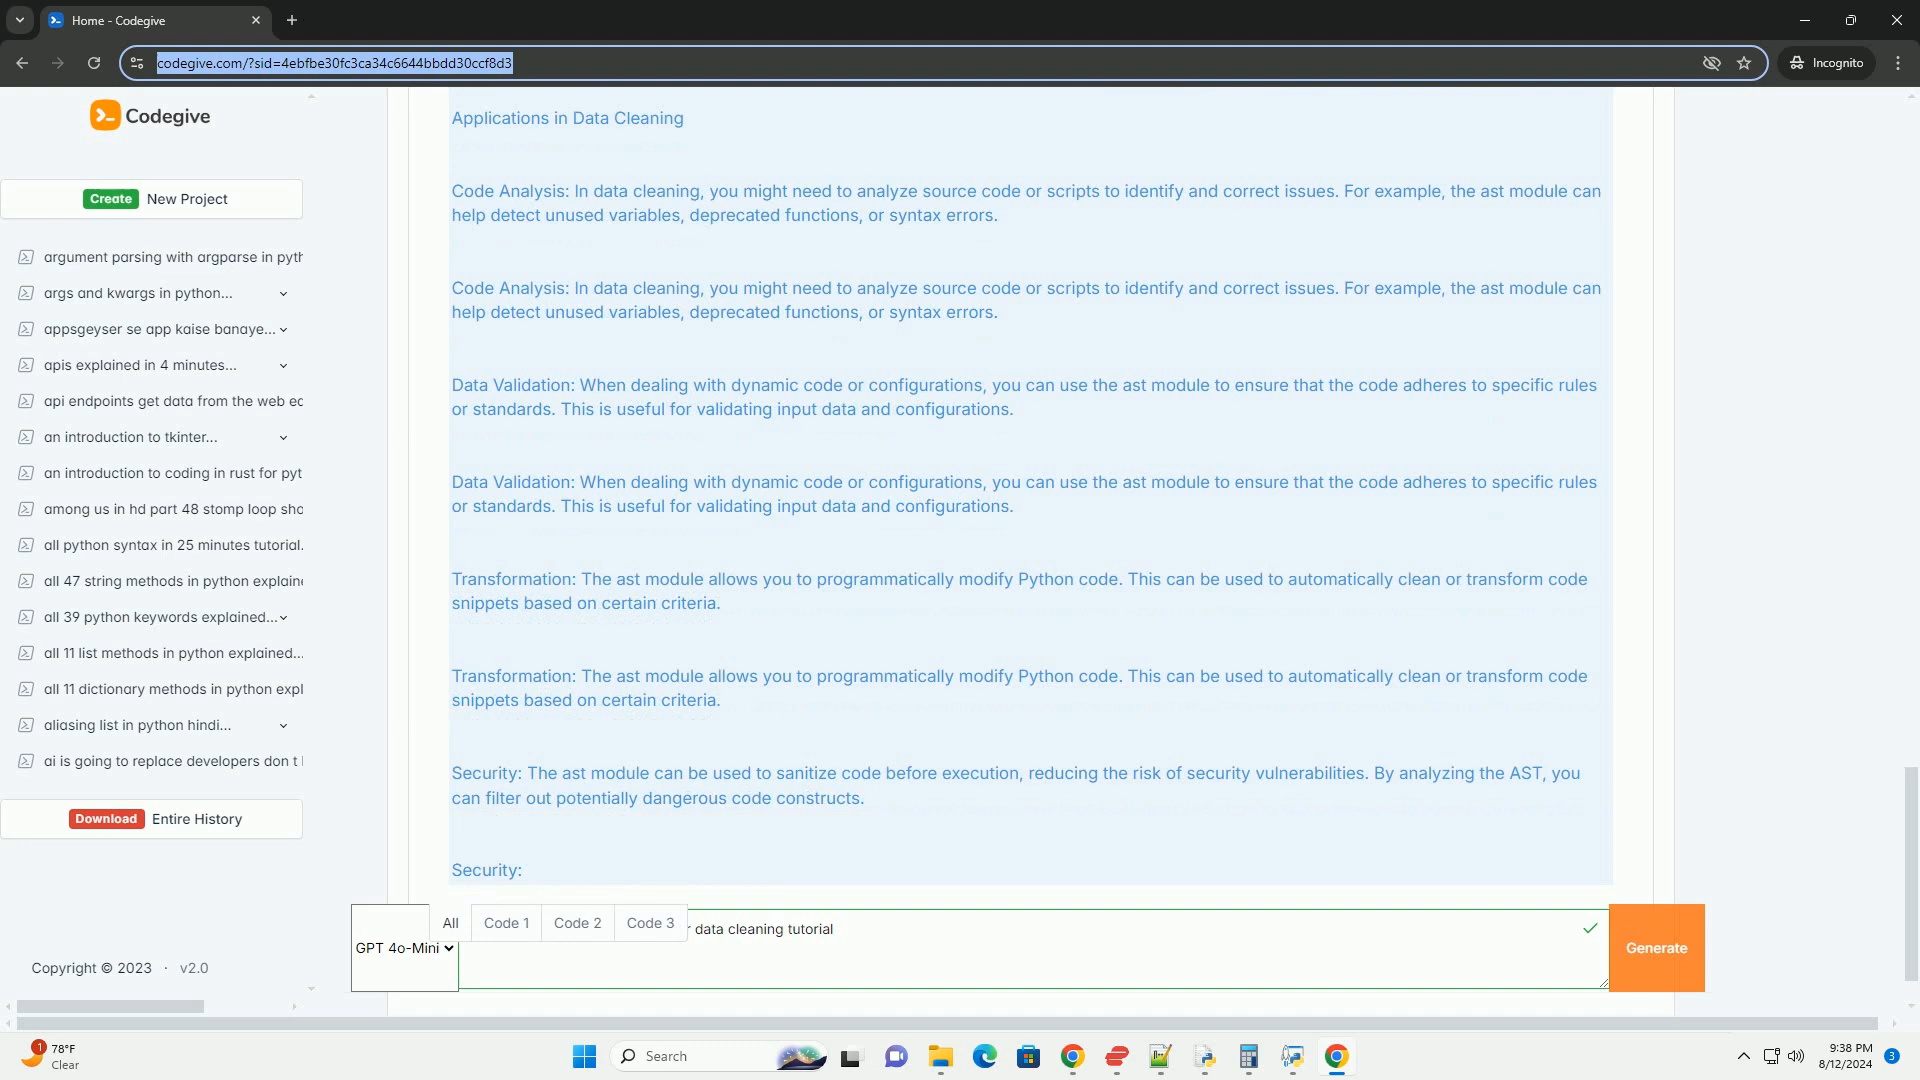 Home - Codegive
codegive.com/?sid=4ebfbe30fc3ca34c6644bbdd30ccf8d3
Incognito
Codegive
Create New Project
argument parsing with argparse in pyth
args and kwargs in python...
appsgeyser se app kaise banaye...
apis explained in 4 minutes...
api endpoints get data from the web ec
an introduction to tkinter...
an introduction to coding in rust for pyt
among us in hd part 48 stomp loop sho
all python syntax in 25 minutes tutorial.
all 47 string methods in python explaine
all 39 python keywords explained...
all 11 list methods in python explained...
all 11 dictionary methods in python expl
aliasing list in python hindi...
ai is going to replace developers don t
Download Entire History
Copyright © 2023 · v2.0
Applications in Data Cleaning
Code Analysis: In data cleaning, you might need to analyze source code or scripts to identify and correct issues. For example, the ast module can
help detect unused variables, deprecated functions, or syntax errors.
Code Analysis: In data cleaning, you might need to analyze source code or scripts to identify and correct issues. For example, the ast module can
help detect unused variables, deprecated functions, or syntax errors.
Data Validation: When dealing with dynamic code or configurations, you can use the ast module to ensure that the code adheres to specific rules
or standards. This is useful for validating input data and configurations.
Data Validation: When dealing with dynamic code or configurations, you can use the ast module to ensure that the code adheres to specific rules
or standards. This is useful for validating input data and configurations.
Transformation: The ast module allows you to programmatically modify Python code. This can be used to automatically clean or transform code
snippets based on certain criteria.
Transformation: The ast module allows you to programmatically modify Python code. This can be used to automatically clean or transform code
snippets based on certain criteria.
Security: The ast module can be used to sanitize code before execution, reducing the risk of security vulnerabilities. By analyzing the AST, you
can filter out potentially dangerous code constructs.
Security:
All Code 1 Code 2 Code 3
r data cleaning tutorial
GPT 4o-Mini
Generate
1
78°F
Clear
Search
9:38 PM
8/12/2024
3